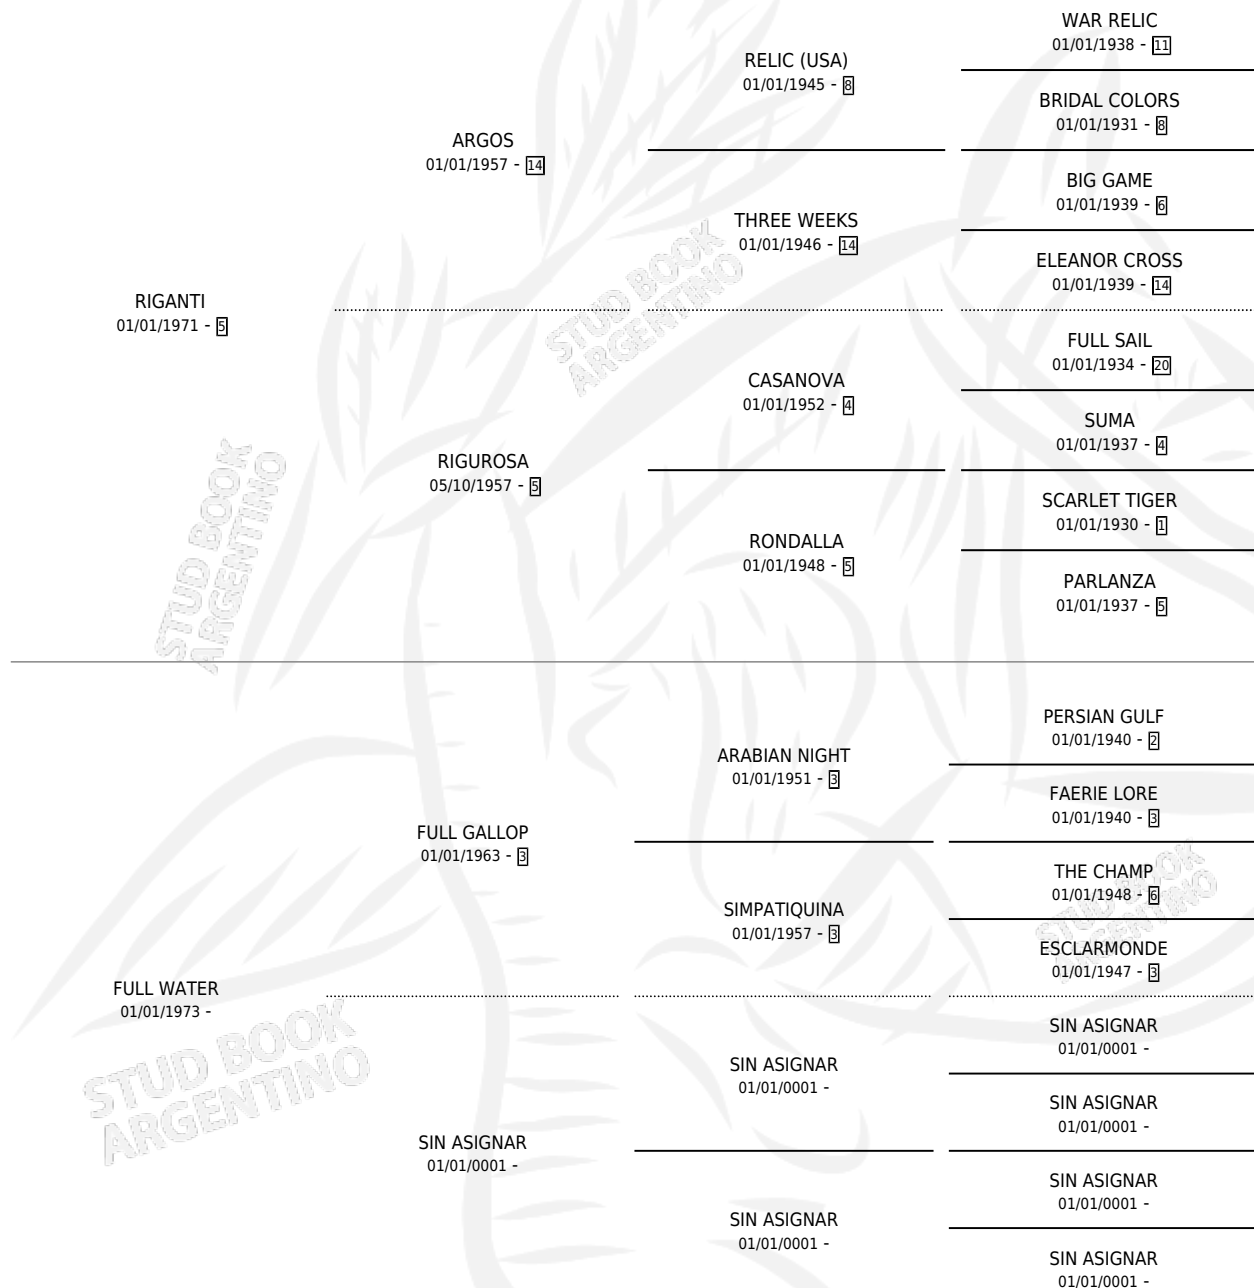 WAR RELIC
01/01/1938 - 11
RELIC (USA)
01/01/1945 - 8
BRIDAL COLORS
01/01/1931 - 8
ARGOS
01/01/1957 - 14
BIG GAME
01/01/1939 - 6
THREE WEEKS
01/01/1946 - 14
ELEANOR CROSS
01/01/1939 - 14
RIGANTI
01/01/1971 - 5
FULL SAIL
01/01/1934 - 20
CASANOVA
01/01/1952 - 4
SUMA
01/01/1937 - 4
RIGUROSA
05/10/1957 - 5
SCARLET TIGER
01/01/1930 - 1
RONDALLA
01/01/1948 - 5
PARLANZA
01/01/1937 - 5
STUD BOOK
ARGENTINO
STUD BOOK
ARGENTINO
PERSIAN GULF
01/01/1940 - 2
ARABIAN NIGHT
01/01/1951 - 3
FAERIE LORE
01/01/1940 - 3
FULL GALLOP
01/01/1963 - 3
THE CHAMP
01/01/1948 - 6
SIMPATIQUINA
01/01/1957 - 3
ESCLARMONDE
01/01/1947 - 3
STUD BOOK
ARGENTINO
FULL WATER
01/01/1973 -
SIN ASIGNAR
01/01/0001 -
SIN ASIGNAR
01/01/0001 -
SIN ASIGNAR
01/01/0001 -
STUD BOOK
ARGENTINO
SIN ASIGNAR
01/01/0001 -
SIN ASIGNAR
01/01/0001 -
SIN ASIGNAR
01/01/0001 -
SIN ASIGNAR
01/01/0001 -